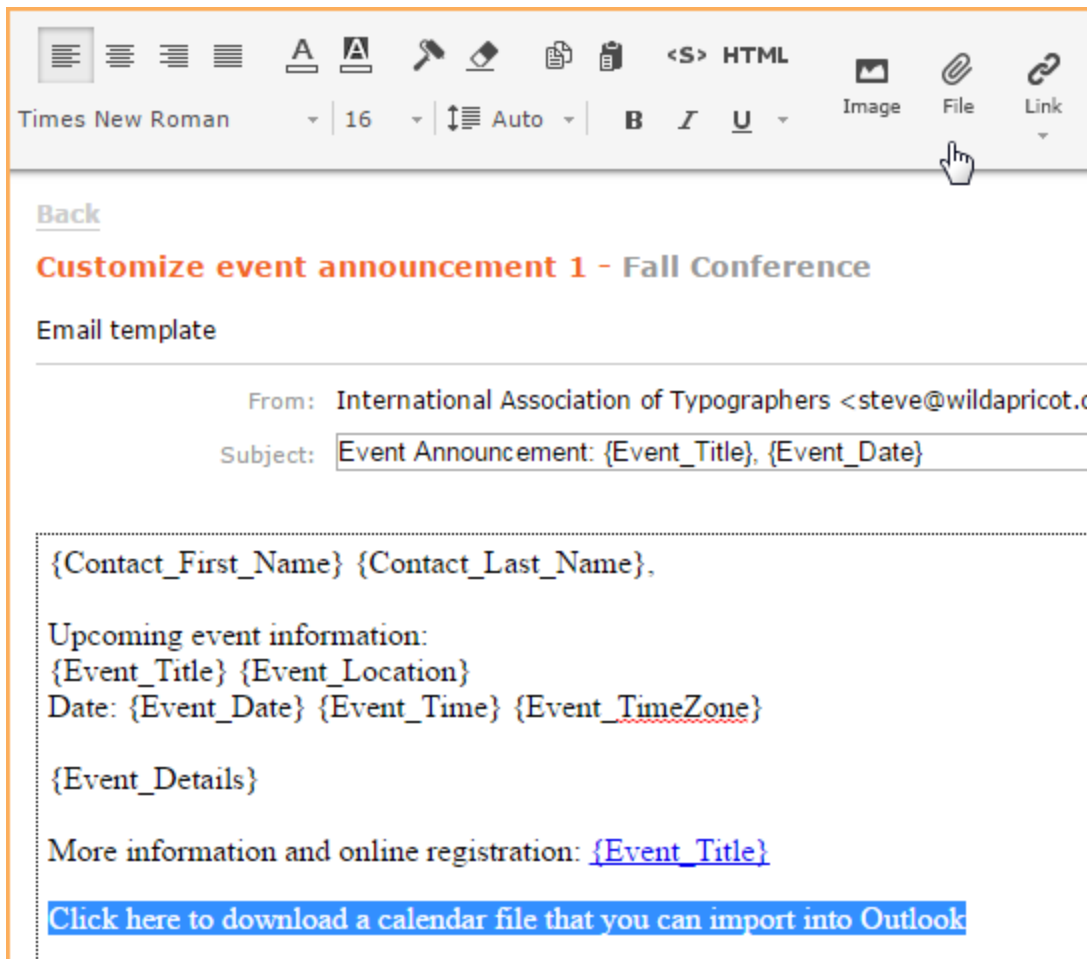 A A <S> HTML
Image File Link
Times New Roman 16 Auto B I U
Back
Customize event announcement 1 - Fall Conference
Email template
From: International Association of Typographers <steve@wildapricot.
Subject: Event Announcement: {Event_Title}, {Event_Date}
{Contact_First_Name} {Contact_Last_Name},
Upcoming event information:
{Event_Title} {Event_Location}
Date: {Event_Date} {Event_Time} {Event_TimeZone}
{Event_Details}
More information and online registration: {Event_Title}
Click here to download a calendar file that you can import into Outlook